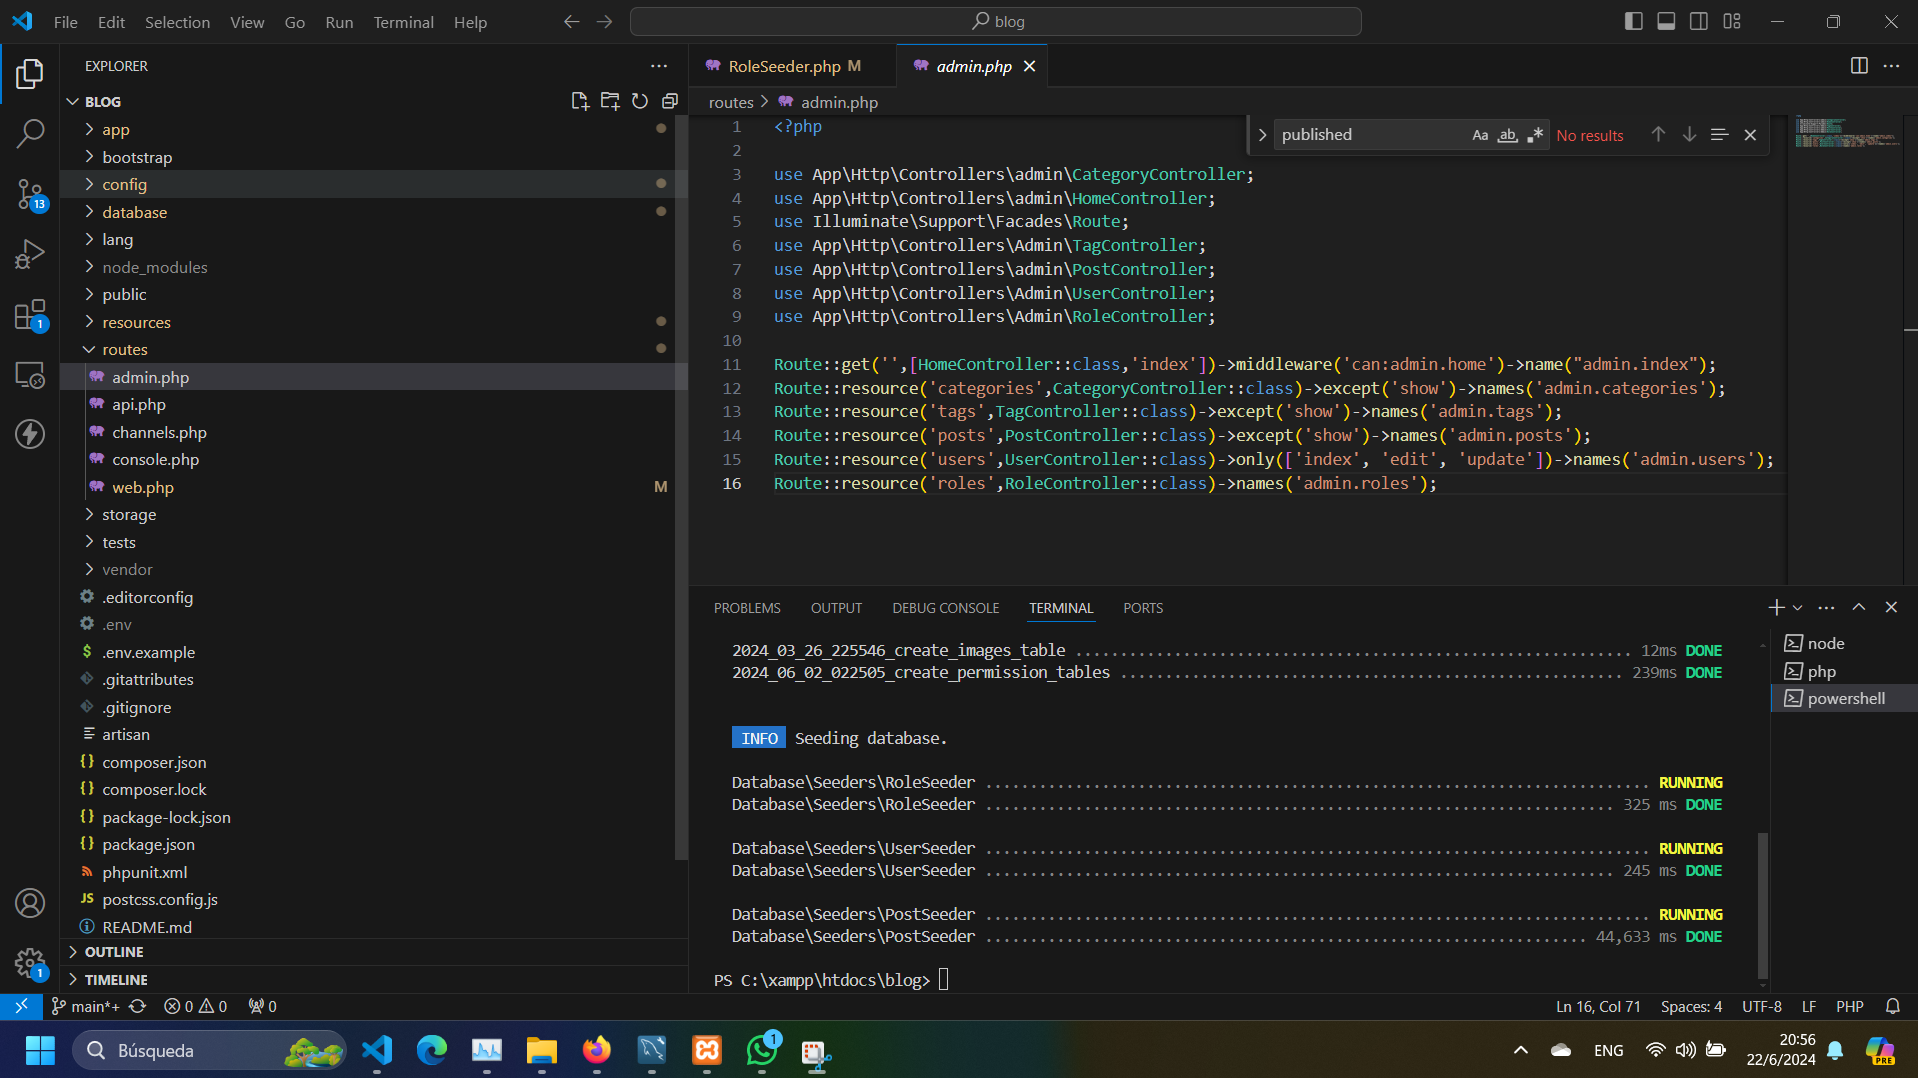 File Edit Selection View Go Run Terminal Help
blog
EXPLORER
BLOG
app
bootstrap
config
database
lang
node_modules
public
resources
routes
admin.php
api.php
channels.php
console.php
web.php M
storage
tests
vendor
.editorconfig
.env
.env.example
.gitattributes
.gitignore
artisan
composer.json
composer.lock
package-lock.json
package.json
phpunit.xml
JS postcss.config.js
README.md
OUTLINE
TIMELINE
13
1
1
RoleSeeder.php M
admin.php
routes > admin.php
published
Aa ab No results
1 <?php
2
3 use App\Http\Controllers\admin\CategoryController;
4 use App\Http\Controllers\admin\HomeController;
5 use Illuminate\Support\Facades\Route;
6 use App\Http\Controllers\Admin\TagController;
7 use App\Http\Controllers\admin\PostController;
8 use App\Http\Controllers\Admin\UserController;
9 use App\Http\Controllers\Admin\RoleController;
10
11 Route::get('',[HomeController::class,'index'])->middleware('can:admin.home')->name("admin.index");
12 Route::resource('categories',CategoryController::class)->except('show')->names('admin.categories');
13 Route::resource('tags',TagController::class)->except('show')->names('admin.tags');
14 Route::resource('posts',PostController::class)->except('show')->names('admin.posts');
15 Route::resource('users',UserController::class)->only(['index', 'edit', 'update'])->names('admin.users');
16 Route::resource('roles',RoleController::class)->names('admin.roles');
PROBLEMS OUTPUT DEBUG CONSOLE TERMINAL PORTS
2024_03_26_225546_create_images_table ........ 12ms DONE
2024_06_02_022505_create_permission_tables ........ 239ms DONE
INFO Seeding database.
Database\Seeders\RoleSeeder ........ RUNNING
Database\Seeders\RoleSeeder ........ 325 ms DONE
Database\Seeders\UserSeeder ........ RUNNING
Database\Seeders\UserSeeder ........ 245 ms DONE
Database\Seeders\PostSeeder ........ RUNNING
Database\Seeders\PostSeeder ........ 44,633 ms DONE
PS C:\xampp\htdocs\blog>
node
php
powershell
main*+ 0 0 0
Ln 16, Col 71 Spaces: 4 UTF-8 LF PHP
Búsqueda
1
ENG
20:56
22/6/2024
PRE